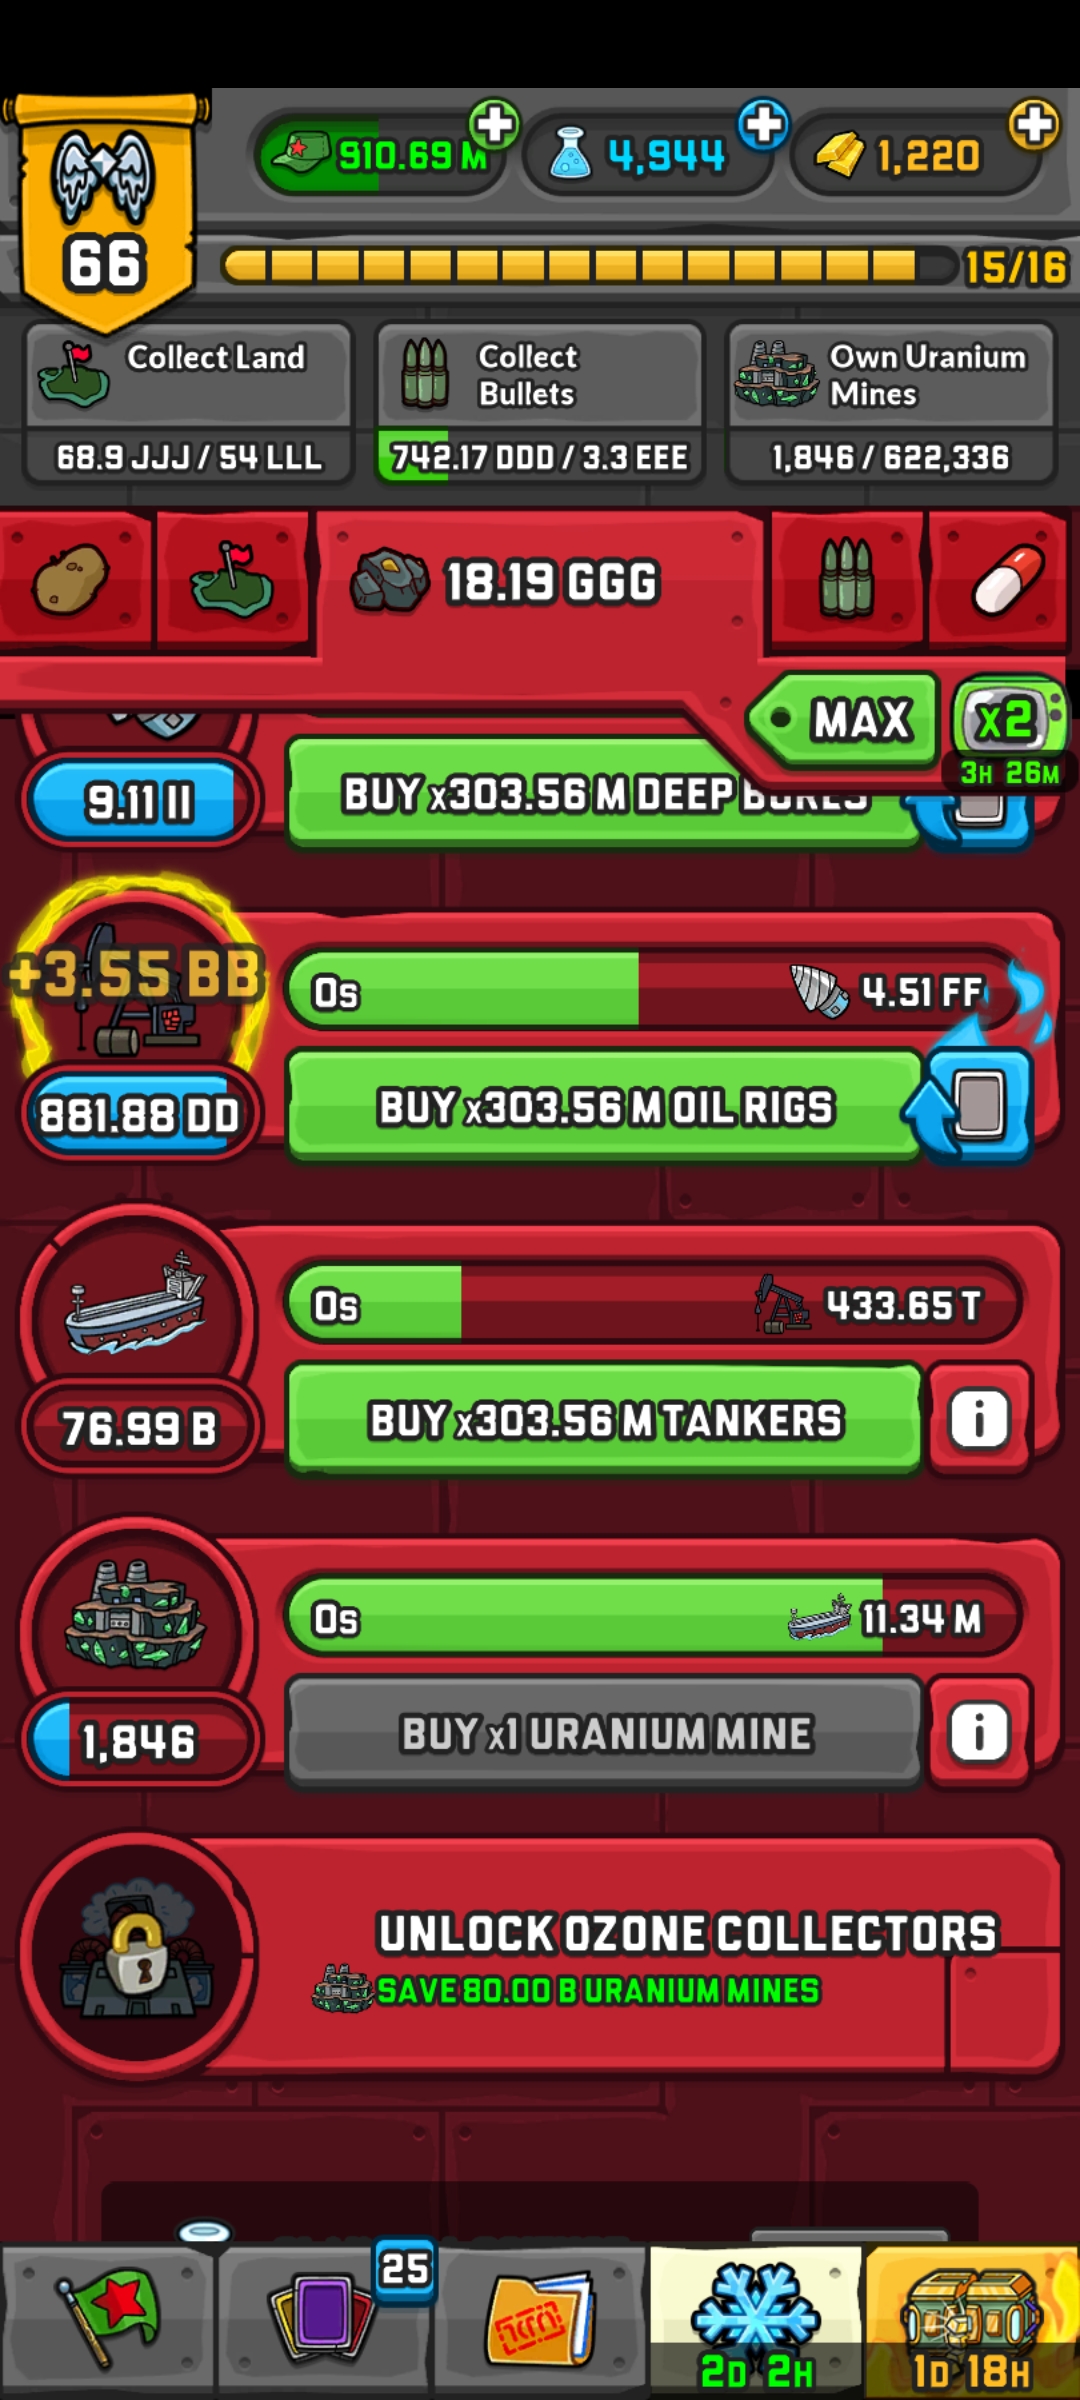 910.69 M
4,944
1,220
66
15/16
Collect Land
68.9 JJJ / 54 LLL
Collect
Bullets
742.17 DDD / 3.3 EEE
Own Uranium
Mines
1,846 / 622,336
18.19 GGG
MAX
x2
3H 26M
9.11 II
BUY x303.56 M DEEP BORES
+3.55 BB
0s
4.51 FF
881.88 DD
BUY x303.56 M OIL RIGS
0s
433.65 T
76.99 B
BUY x303.56 M TANKERS
i
0s
11.34 M
1,846
BUY x1 URANIUM MINE
i
UNLOCK OZONE COLLECTORS
SAVE 80.00 B URANIUM MINES
25
2D 2H
1D 18H